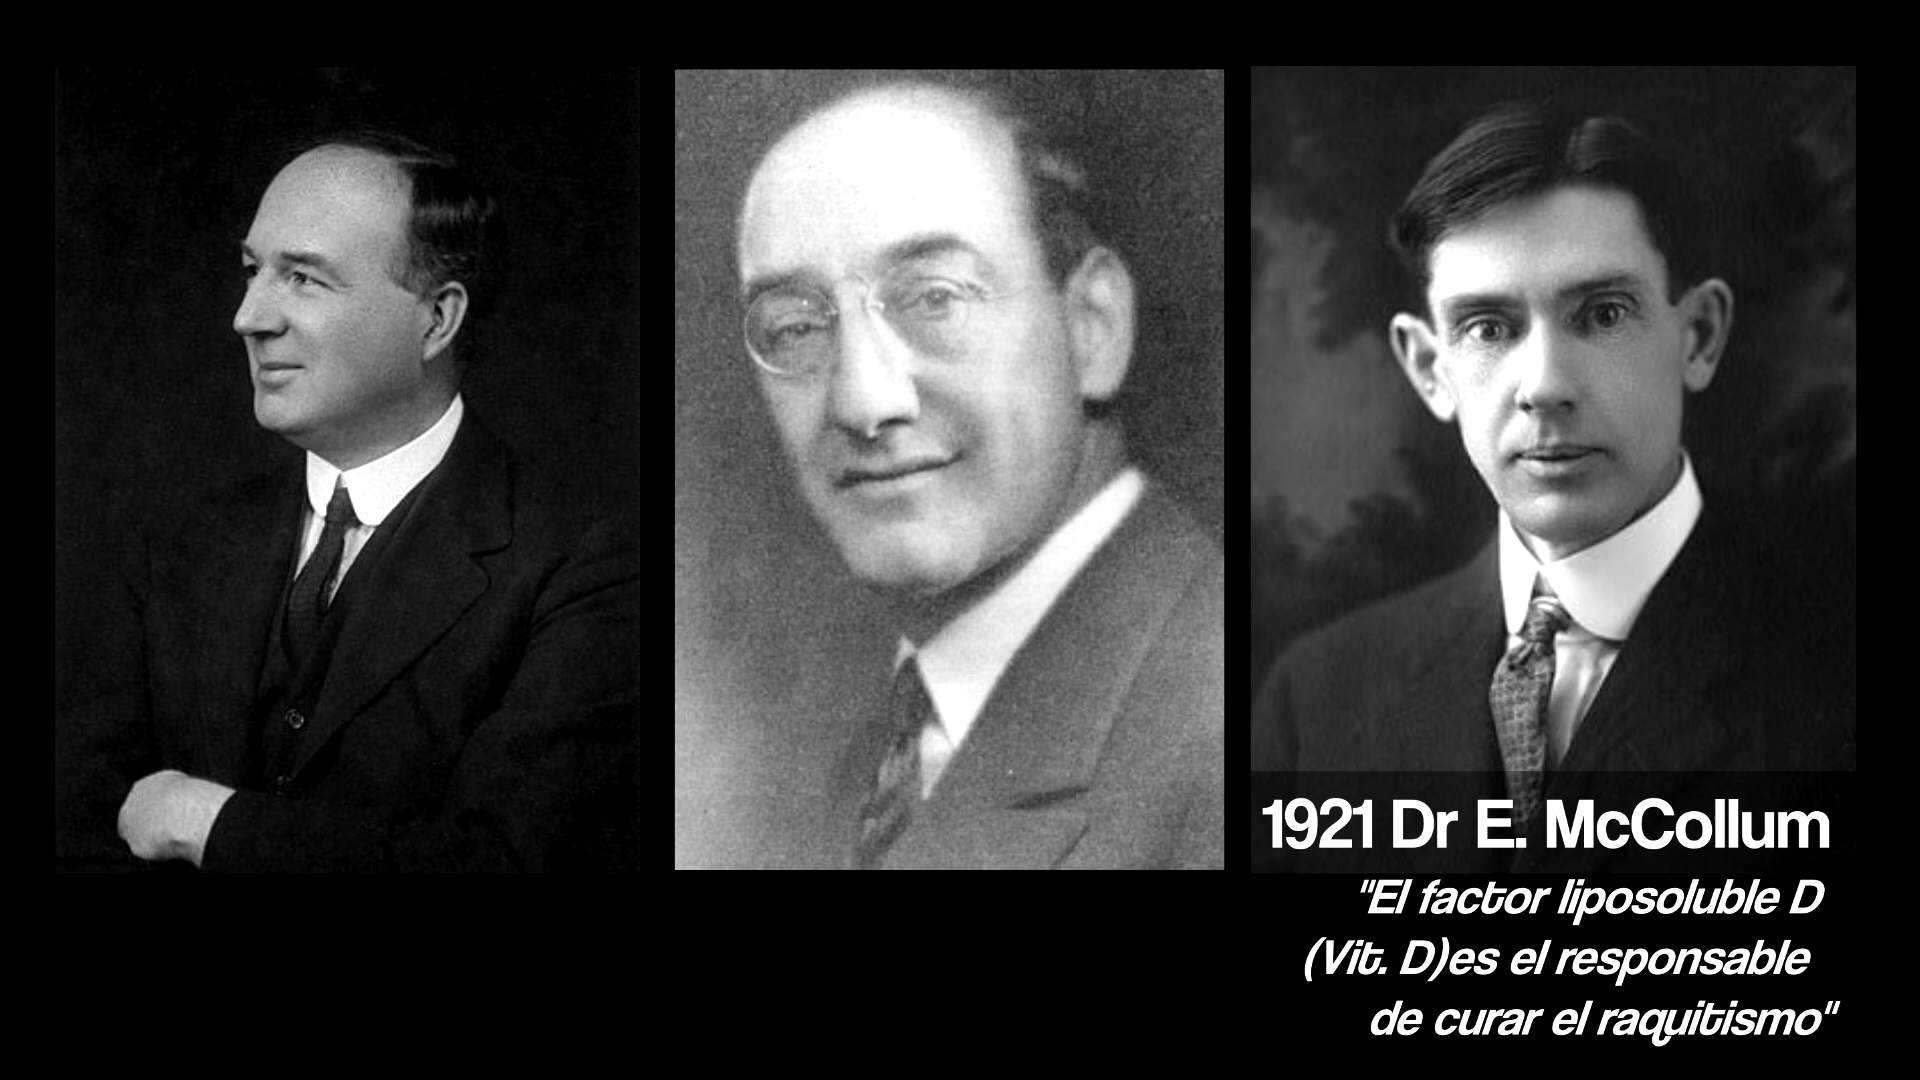 1921 Dr E. McCollum
"El factor liposoluble D
(Vit. D)es el responsable
de curar el raquitismo"